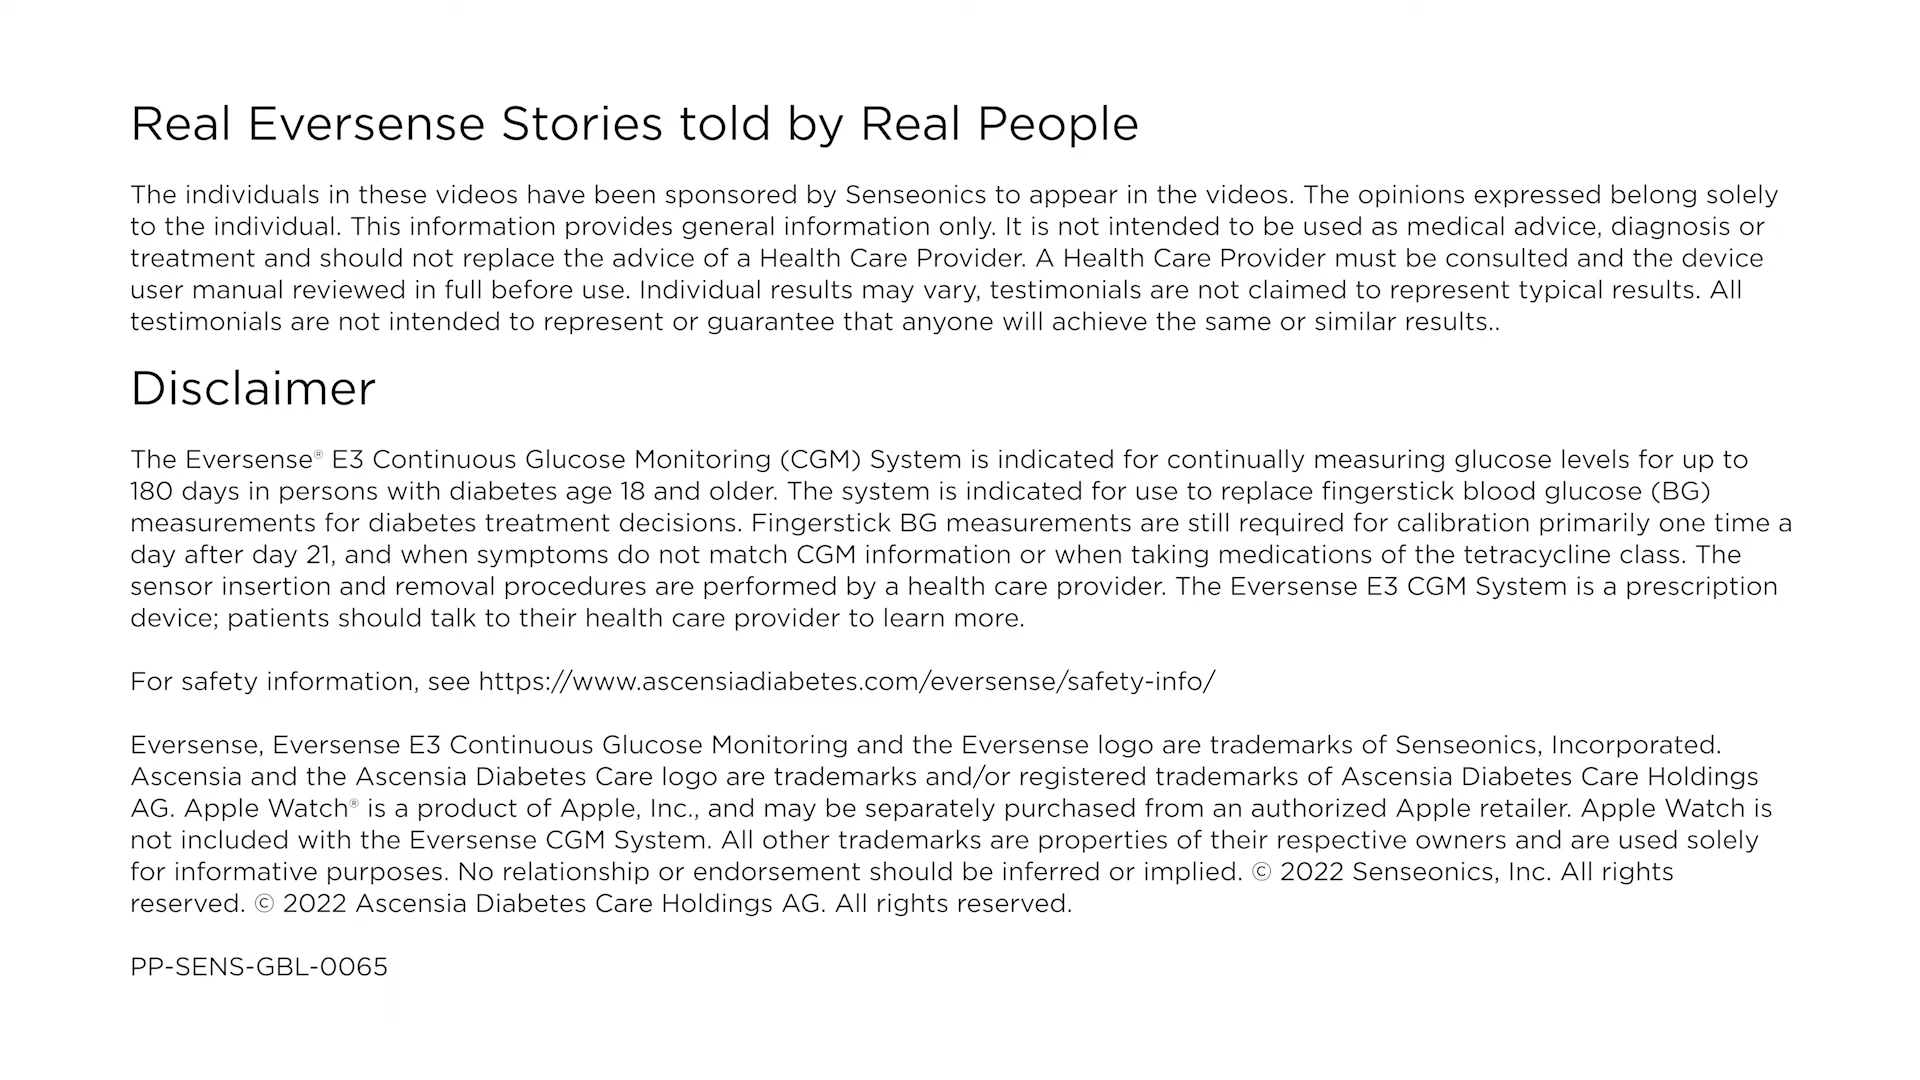 Real Eversense Stories told by Real People
The individuals in these videos have been sponsored by Senseonics to appear in the videos. The opinions expressed belong solely
to the individual. This information provides general information only. It is not intended to be used as medical advice, diagnosis or
treatment and should not replace the advice of a Health Care Provider. A Health Care Provider must be consulted and the device
user manual reviewed in full before use. Individual results may vary, testimonials are not claimed to represent typical results. All
testimonials are not intended to represent or guarantee that anyone will achieve the same or similar results..
Disclaimer
The Eversense® E3 Continuous Glucose Monitoring (CGM) System is indicated for continually measuring glucose levels for up to
180 days in persons with diabetes age 18 and older. The system is indicated for use to replace fingerstick blood glucose (BG)
measurements for diabetes treatment decisions. Fingerstick BG measurements are still required for calibration primarily one time a
day after day 21, and when symptoms do not match CGM information or when taking medications of the tetracycline class. The
sensor insertion and removal procedures are performed by a health care provider. The Eversense E3 CGM System is a prescription
device; patients should talk to their health care provider to learn more.
For safety information, see https://www.ascensiadiabetes.com/eversense/safety-info/
Eversense, Eversense E3 Continuous Glucose Monitoring and the Eversense logo are trademarks of Senseonics, Incorporated.
Ascensia and the Ascensia Diabetes Care logo are trademarks and/or registered trademarks of Ascensia Diabetes Care Holdings
AG. Apple Watch® is a product of Apple, Inc., and may be separately purchased from an authorized Apple retailer. Apple Watch is
not included with the Eversense CGM System. All other trademarks are properties of their respective owners and are used solely
for informative purposes. No relationship or endorsement should be inferred or implied. © 2022 Senseonics, Inc. All rights
reserved. © 2022 Ascensia Diabetes Care Holdings AG. All rights reserved.
PP-SENS-GBL-0065